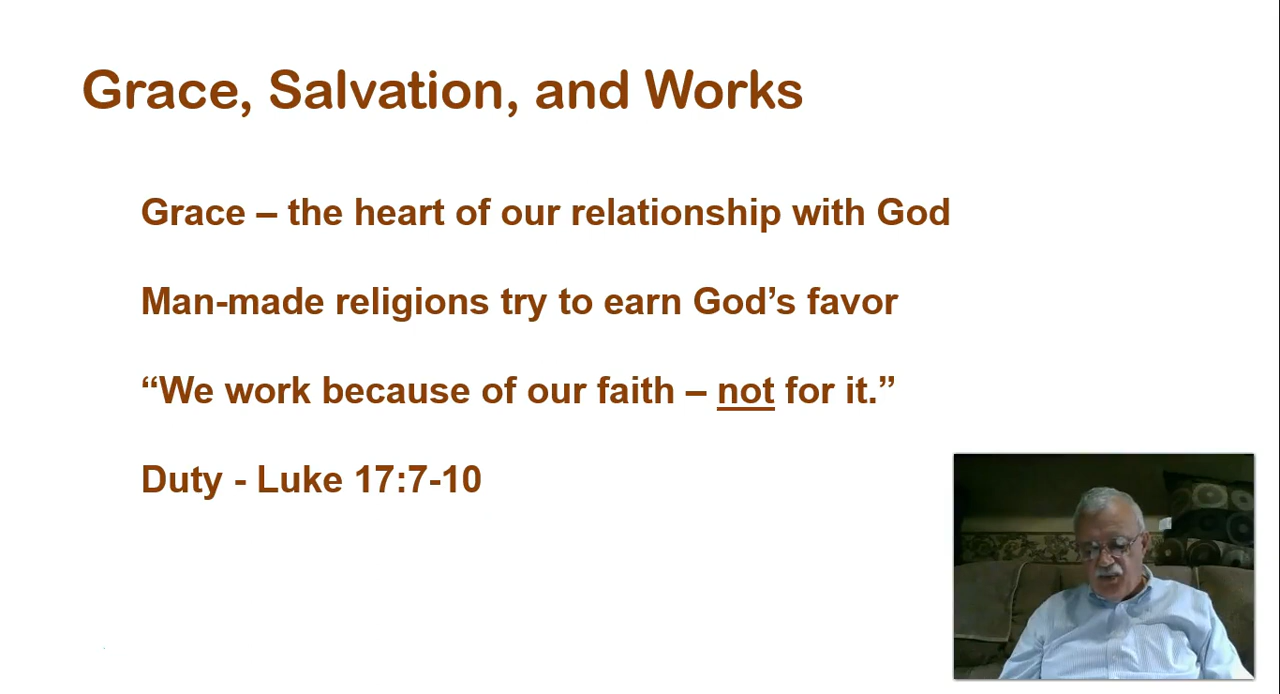 Grace, Salvation, and Works
Grace – the heart of our relationship with God
Man-made religions try to earn God’s favor
“We work because of our faith – not for it.”
Duty - Luke 17:7-10